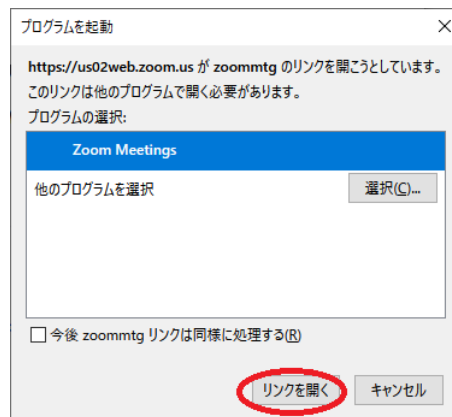 プログラムを起動
https://us02web.zoom.us が zoommtg のリンクを開こうとしています。
このリンクは他のプログラムで開く必要があります。
プログラムの選択:
Zoom Meetings
他のプログラムを選択
選択(C)...
今後 zoommtg リンクは同様に処理する(R)
リンクを開く
キャンセル